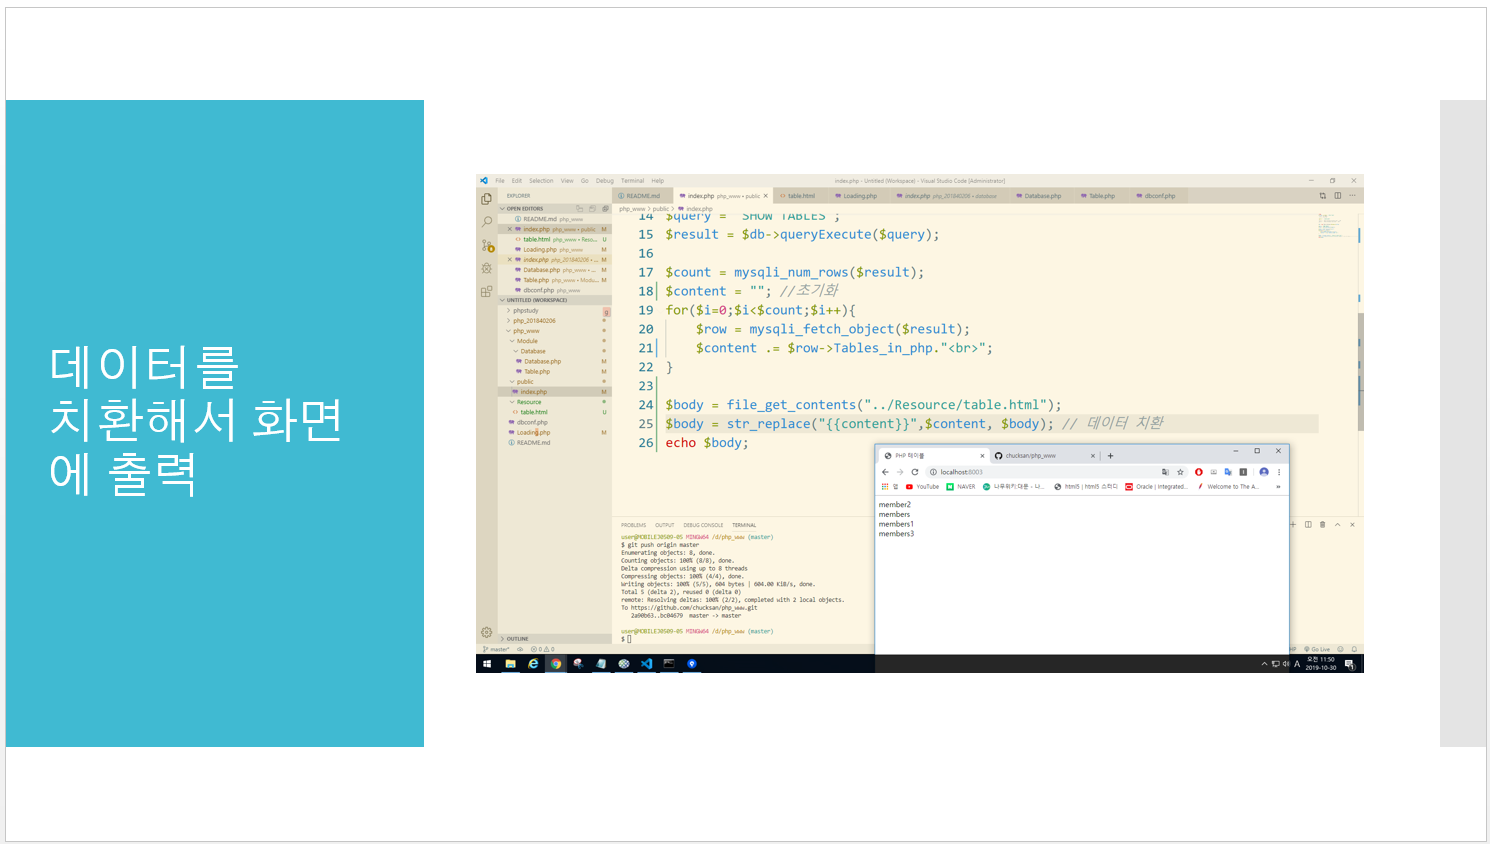 데이터를
치환해서 화면
에 출력
File Edit Selection View Go Debug Terminal Help
index.php - Untitled (Workspace) - Visual Studio Code [Administrator]
EXPLORER
README.md
index.php php_www • public
table.html
Loading.php
index.php php_201840206 • database
Database.php
Table.php
dbconf.php
OPEN EDITORS
README.md php_www
index.php php_www • public M
table.html php_www • Reso... U
Loading.php php_www M
index.php php_201840206 • ... M
Database.php php_www • ... M
Table.php php_www • Modu... M
dbconf.php php_www
UNTITLED (WORKSPACE)
phpstudy
php_201840206
php_www
Module
Database
Database.php M
Table.php M
public
index.php M
Resource
table.html U
dbconf.php
Loading.php M
README.md
OUTLINE
php_www > public > index.php
14 $query = "SHOW TABLES";
15 $result = $db->queryExecute($query);
16
17 $count = mysqli_num_rows($result);
18 $content = ""; //초기화
19 for($i=0;$i<$count;$i++){
20 $row = mysqli_fetch_object($result);
21 $content .= $row->Tables_in_php."<br>";
22 }
23
24 $body = file_get_contents("../Resource/table.html");
25 $body = str_replace("{{content}}",$content, $body); // 데이터 치환
26 echo $body;
PROBLEMS OUTPUT DEBUG CONSOLE TERMINAL
user@MOBILEJ0509-05 MINGW64 /d/php_www (master)
$ git push origin master
Enumerating objects: 8, done.
Counting objects: 100% (8/8), done.
Delta compression using up to 8 threads
Compressing objects: 100% (4/4), done.
Writing objects: 100% (5/5), 604 bytes | 604.00 KiB/s, done.
Total 5 (delta 2), reused 0 (delta 0)
remote: Resolving deltas: 100% (2/2), completed with 2 local objects.
To https://github.com/chucksan/php_www.git
2a90b63..bc04679 master -> master
user@MOBILEJ0509-05 MINGW64 /d/php_www (master)
$
PHP 테이블
chucksan/php_www
localhost:8003
앱 YouTube NAVER 나무위키:대문 - 나... html5 | html5 스터디 Oracle | Integrated... Welcome to The A...
member2
members
members1
members3
master* 0 0
Go Live
A 오전 11:50
2019-10-30